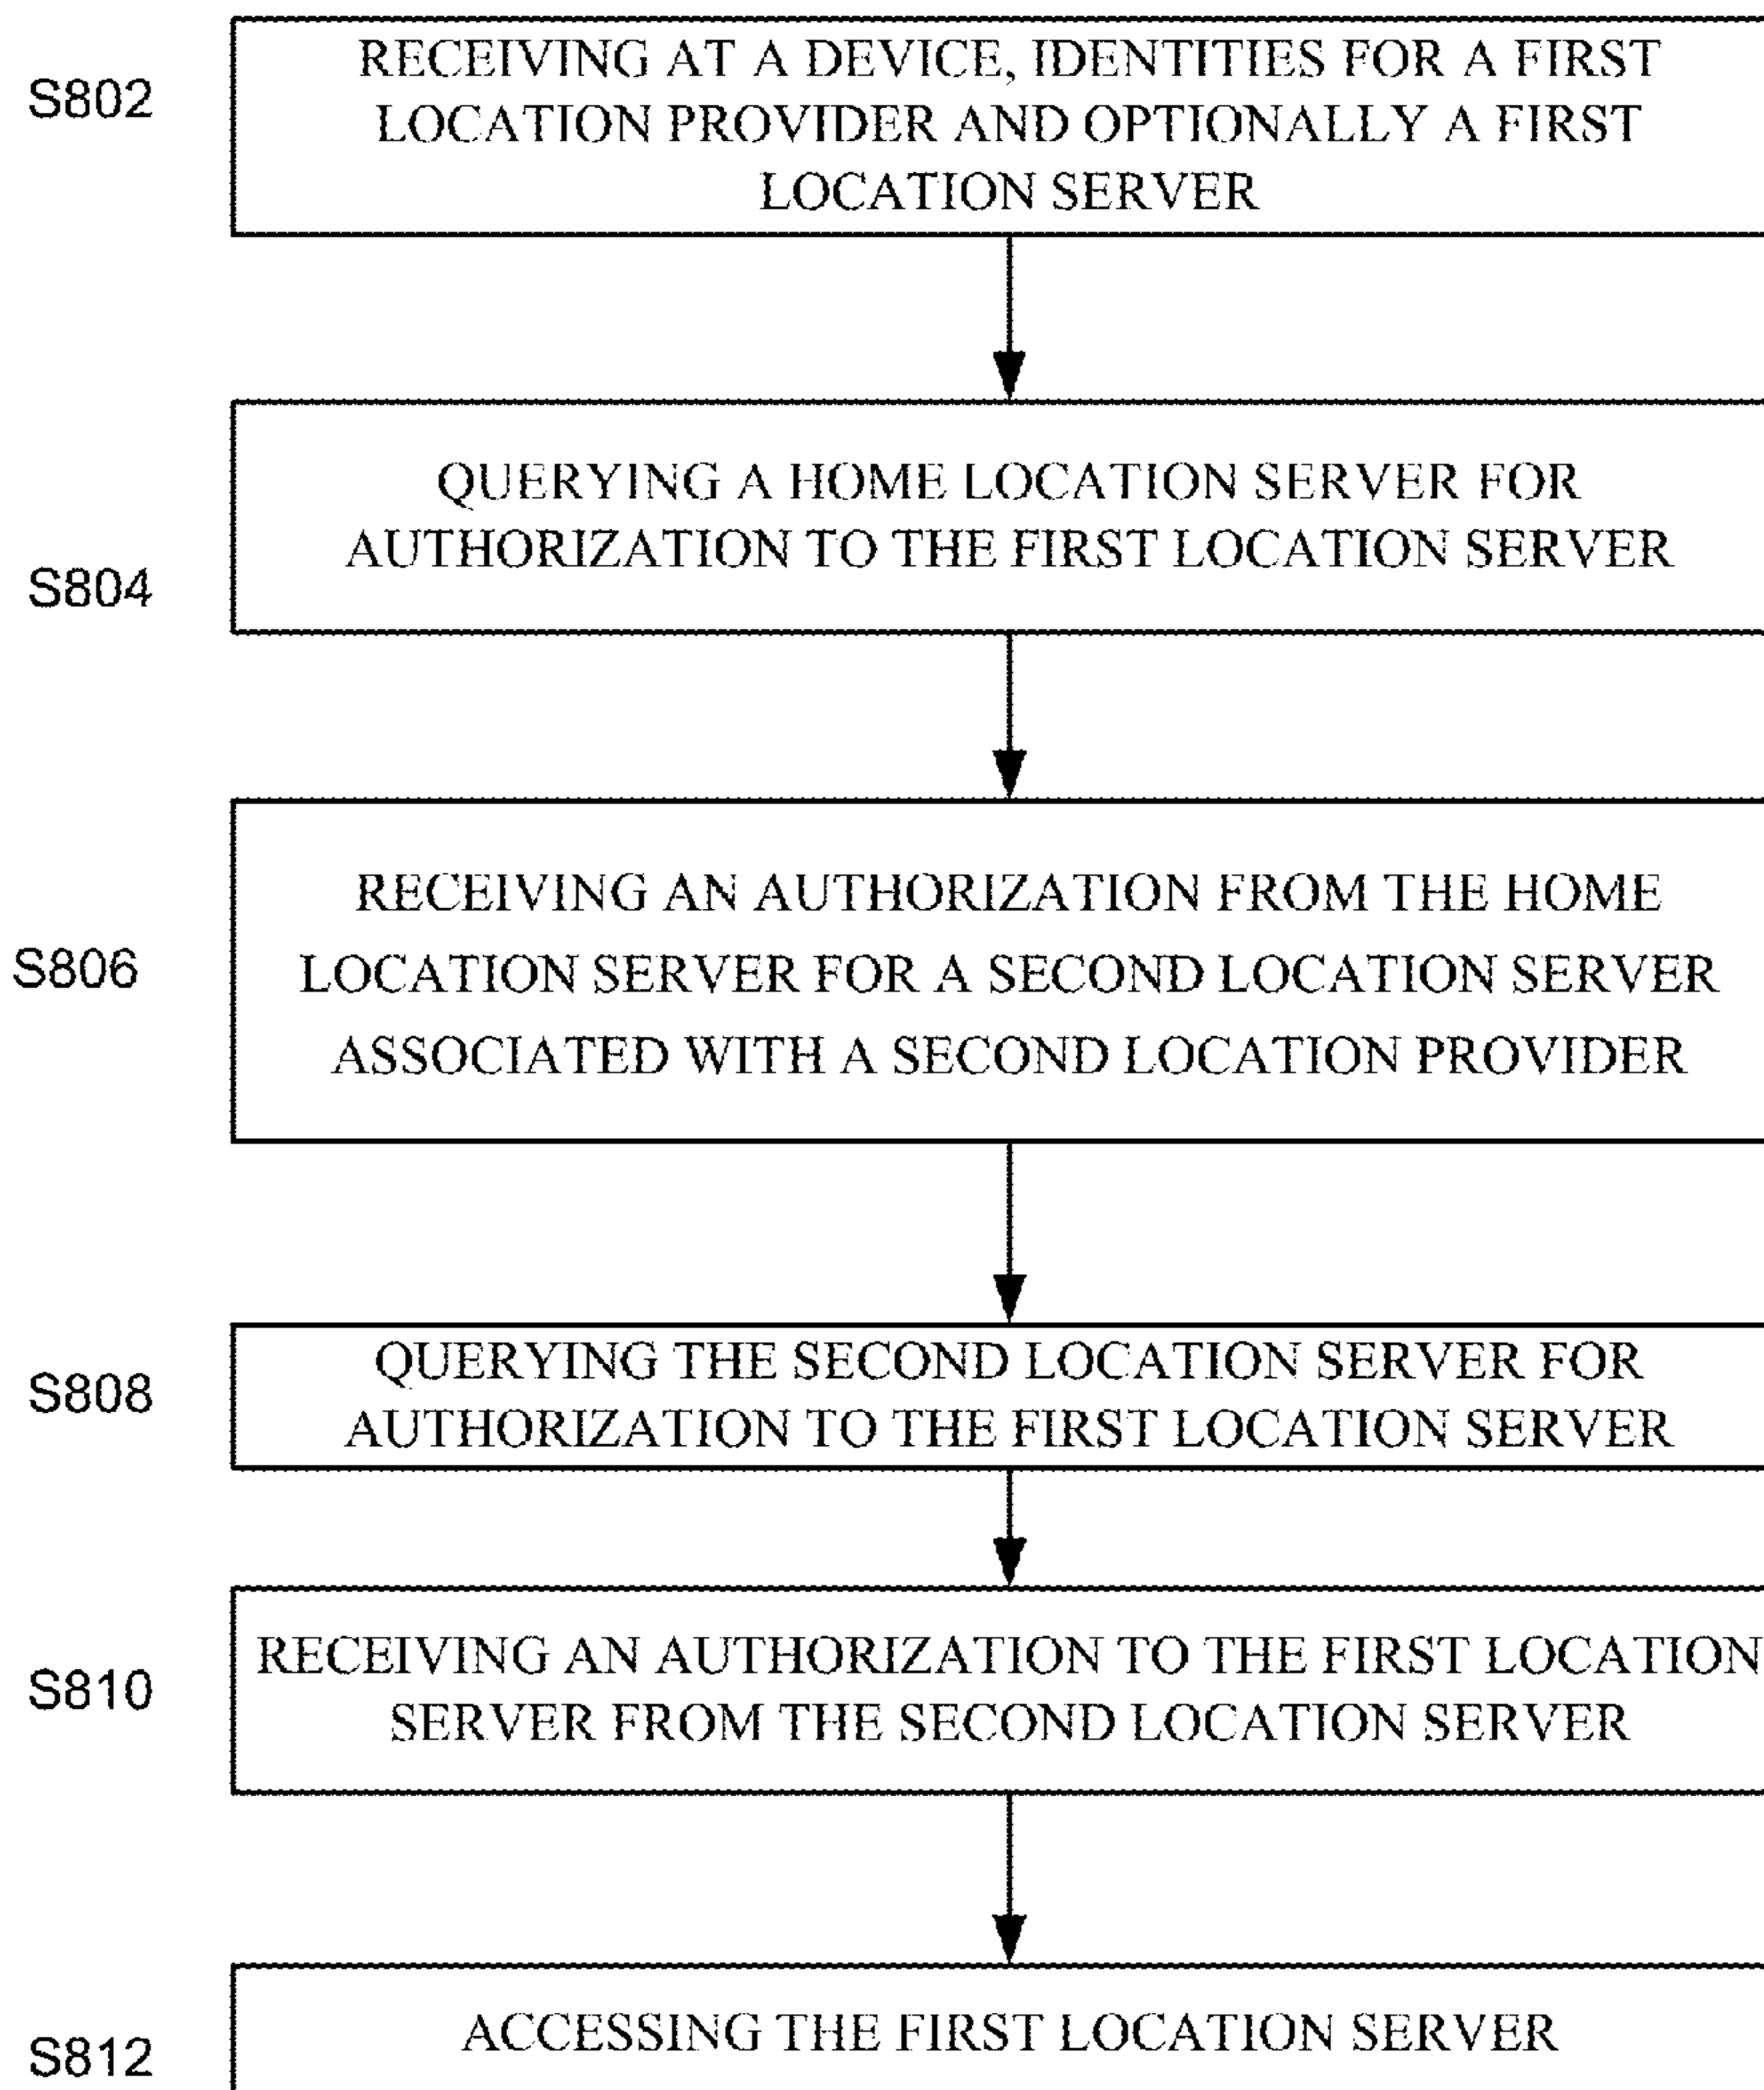 S802
RECEIVING AT A DEVICE, IDENTITIES FOR A FIRST
LOCATION PROVIDER AND OPTIONALLY A FIRST
LOCATION SERVER
S804
QUERYING A HOME LOCATION SERVER FOR
AUTHORIZATION TO THE FIRST LOCATION SERVER
S806
RECEIVING AN AUTHORIZATION FROM THE HOME
LOCATION SERVER FOR A SECOND LOCATION SERVER
ASSOCIATED WITH A SECOND LOCATION PROVIDER
S808
QUERYING THE SECOND LOCATION SERVER FOR
AUTHORIZATION TO THE FIRST LOCATION SERVER
S810
RECEIVING AN AUTHORIZATION TO THE FIRST LOCATION
SERVER FROM THE SECOND LOCATION SERVER
S812
ACCESSING THE FIRST LOCATION SERVER